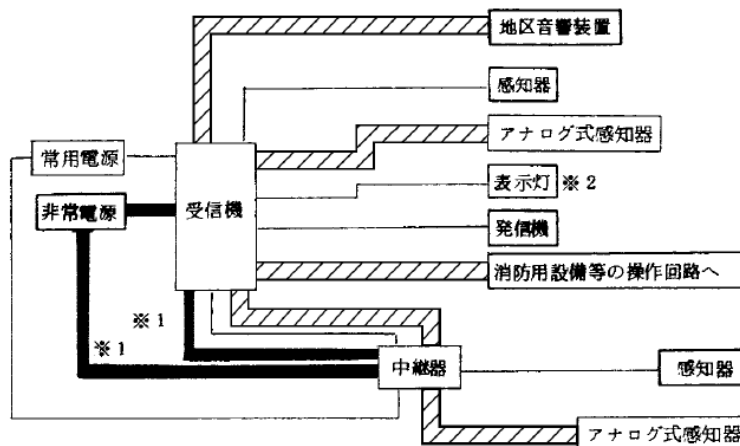 地区音響装置
感知器
アナログ式感知器
常用電源
表示灯 ※2
非常電源
受信機
発信機
消防用設備等の操作回路へ
※1
※1
中継器
感知器
アナログ式感知器